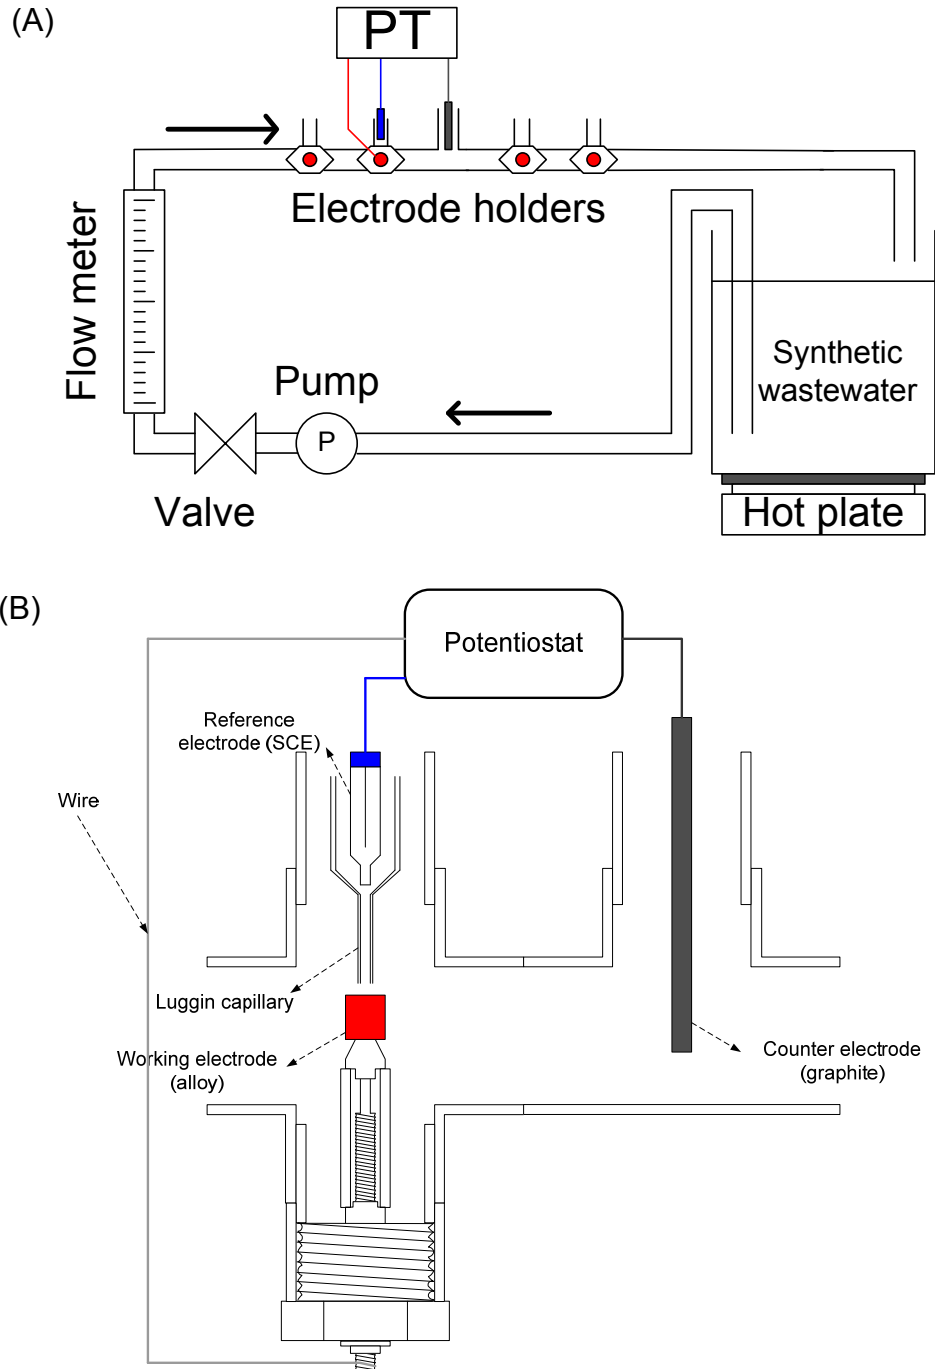 (A)
PT
Electrode holders
Flow meter
Pump
P
Valve
Synthetic
wastewater
Hot plate
(B)
Potentiostat
Reference
electrode (SCE)
Wire
Luggin capillary
Working electrode
(alloy)
Counter electrode
(graphite)